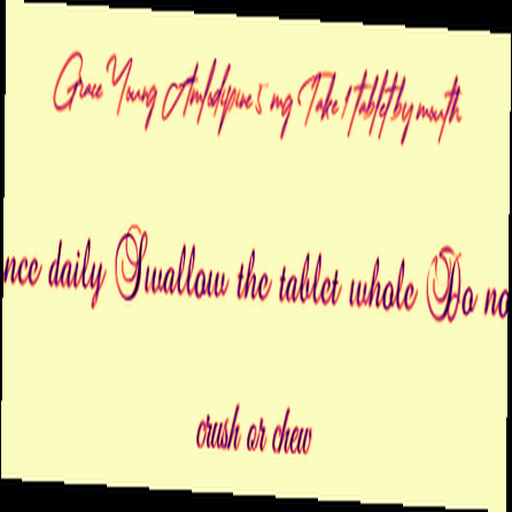 Grace Young Amlodipine 5 mg Take 1 tablet by mouth
nce daily Swallow the tablet whole Do no
crush or chew